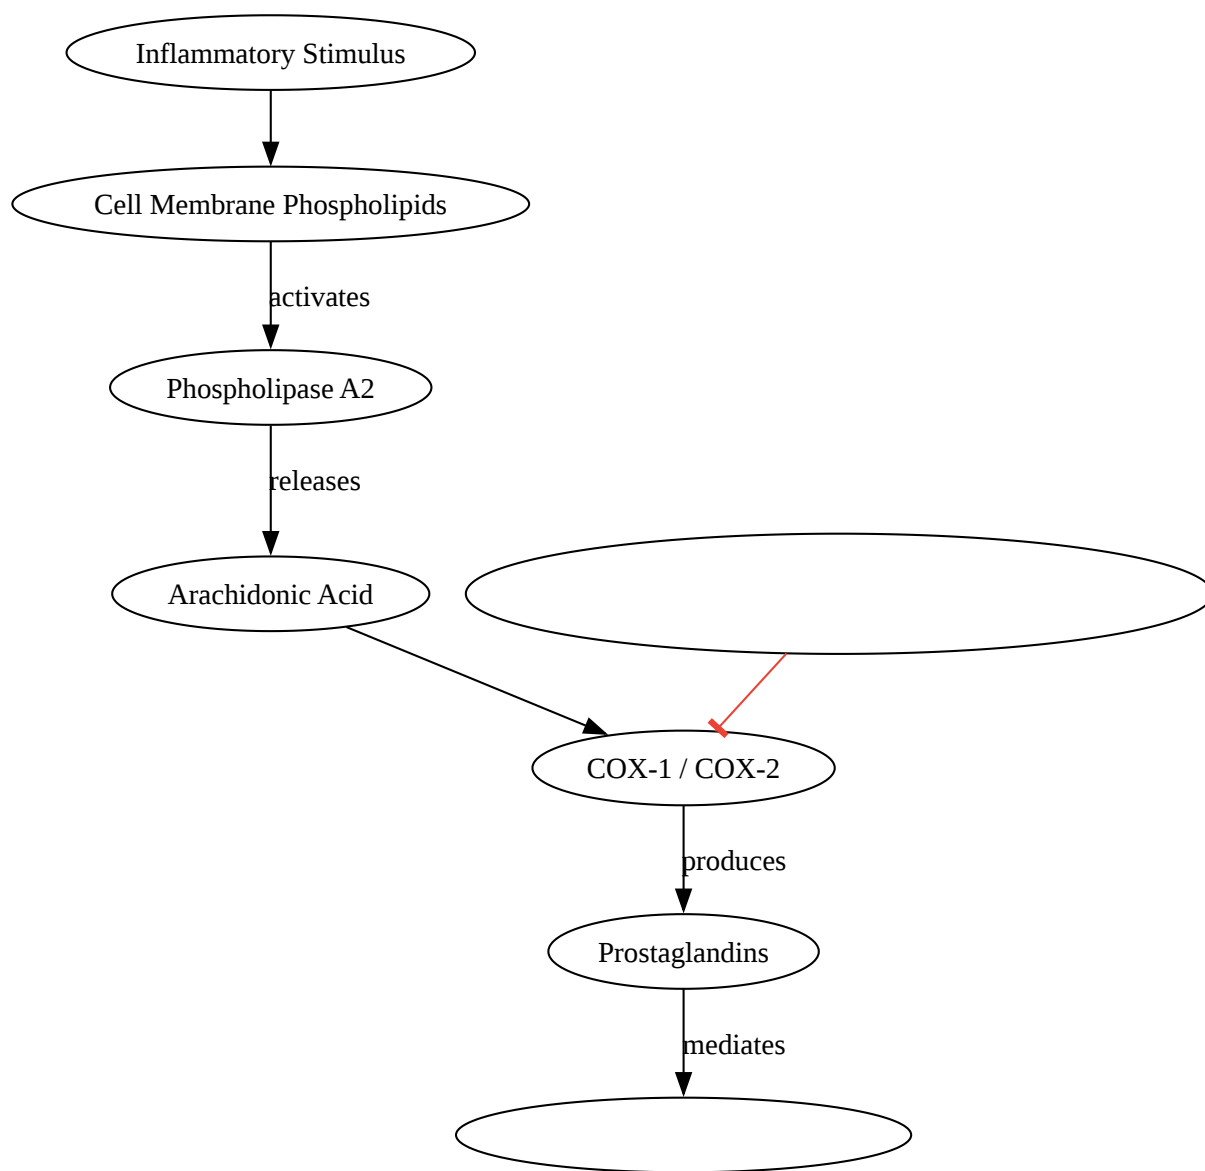 Inflammatory Stimulus
Cell Membrane Phospholipids
activates
Phospholipase A2
releases
Arachidonic Acid
COX-1 / COX-2
produces
Prostaglandins
mediates